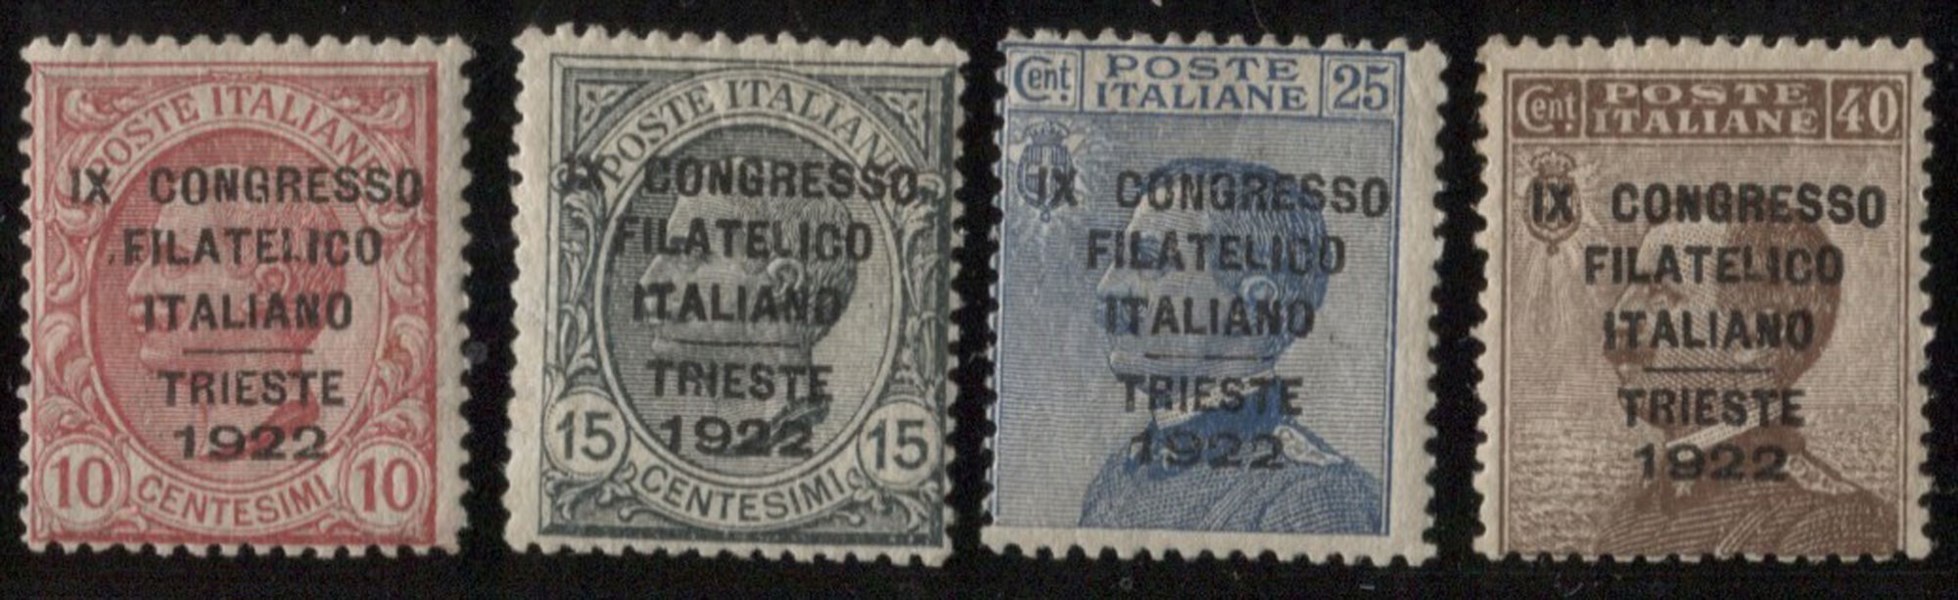 POSTE ITALIANE
IX CONGRESSO
FILATELICO
ITALIANO
TRIESTE
1922
10 10
CENTESIMI
POSTE ITALIANE
IX CONGRESSO
FILATELICO
ITALIANO
TRIESTE
1922
15 15
CENTESIMI
Cent. POSTE ITALIANE 25
IX CONGRESSO
FILATELICO
ITALIANO
TRIESTE
1922
Cent. POSTE ITALIANE 40
IX CONGRESSO
FILATELICO
ITALIANO
TRIESTE
1922